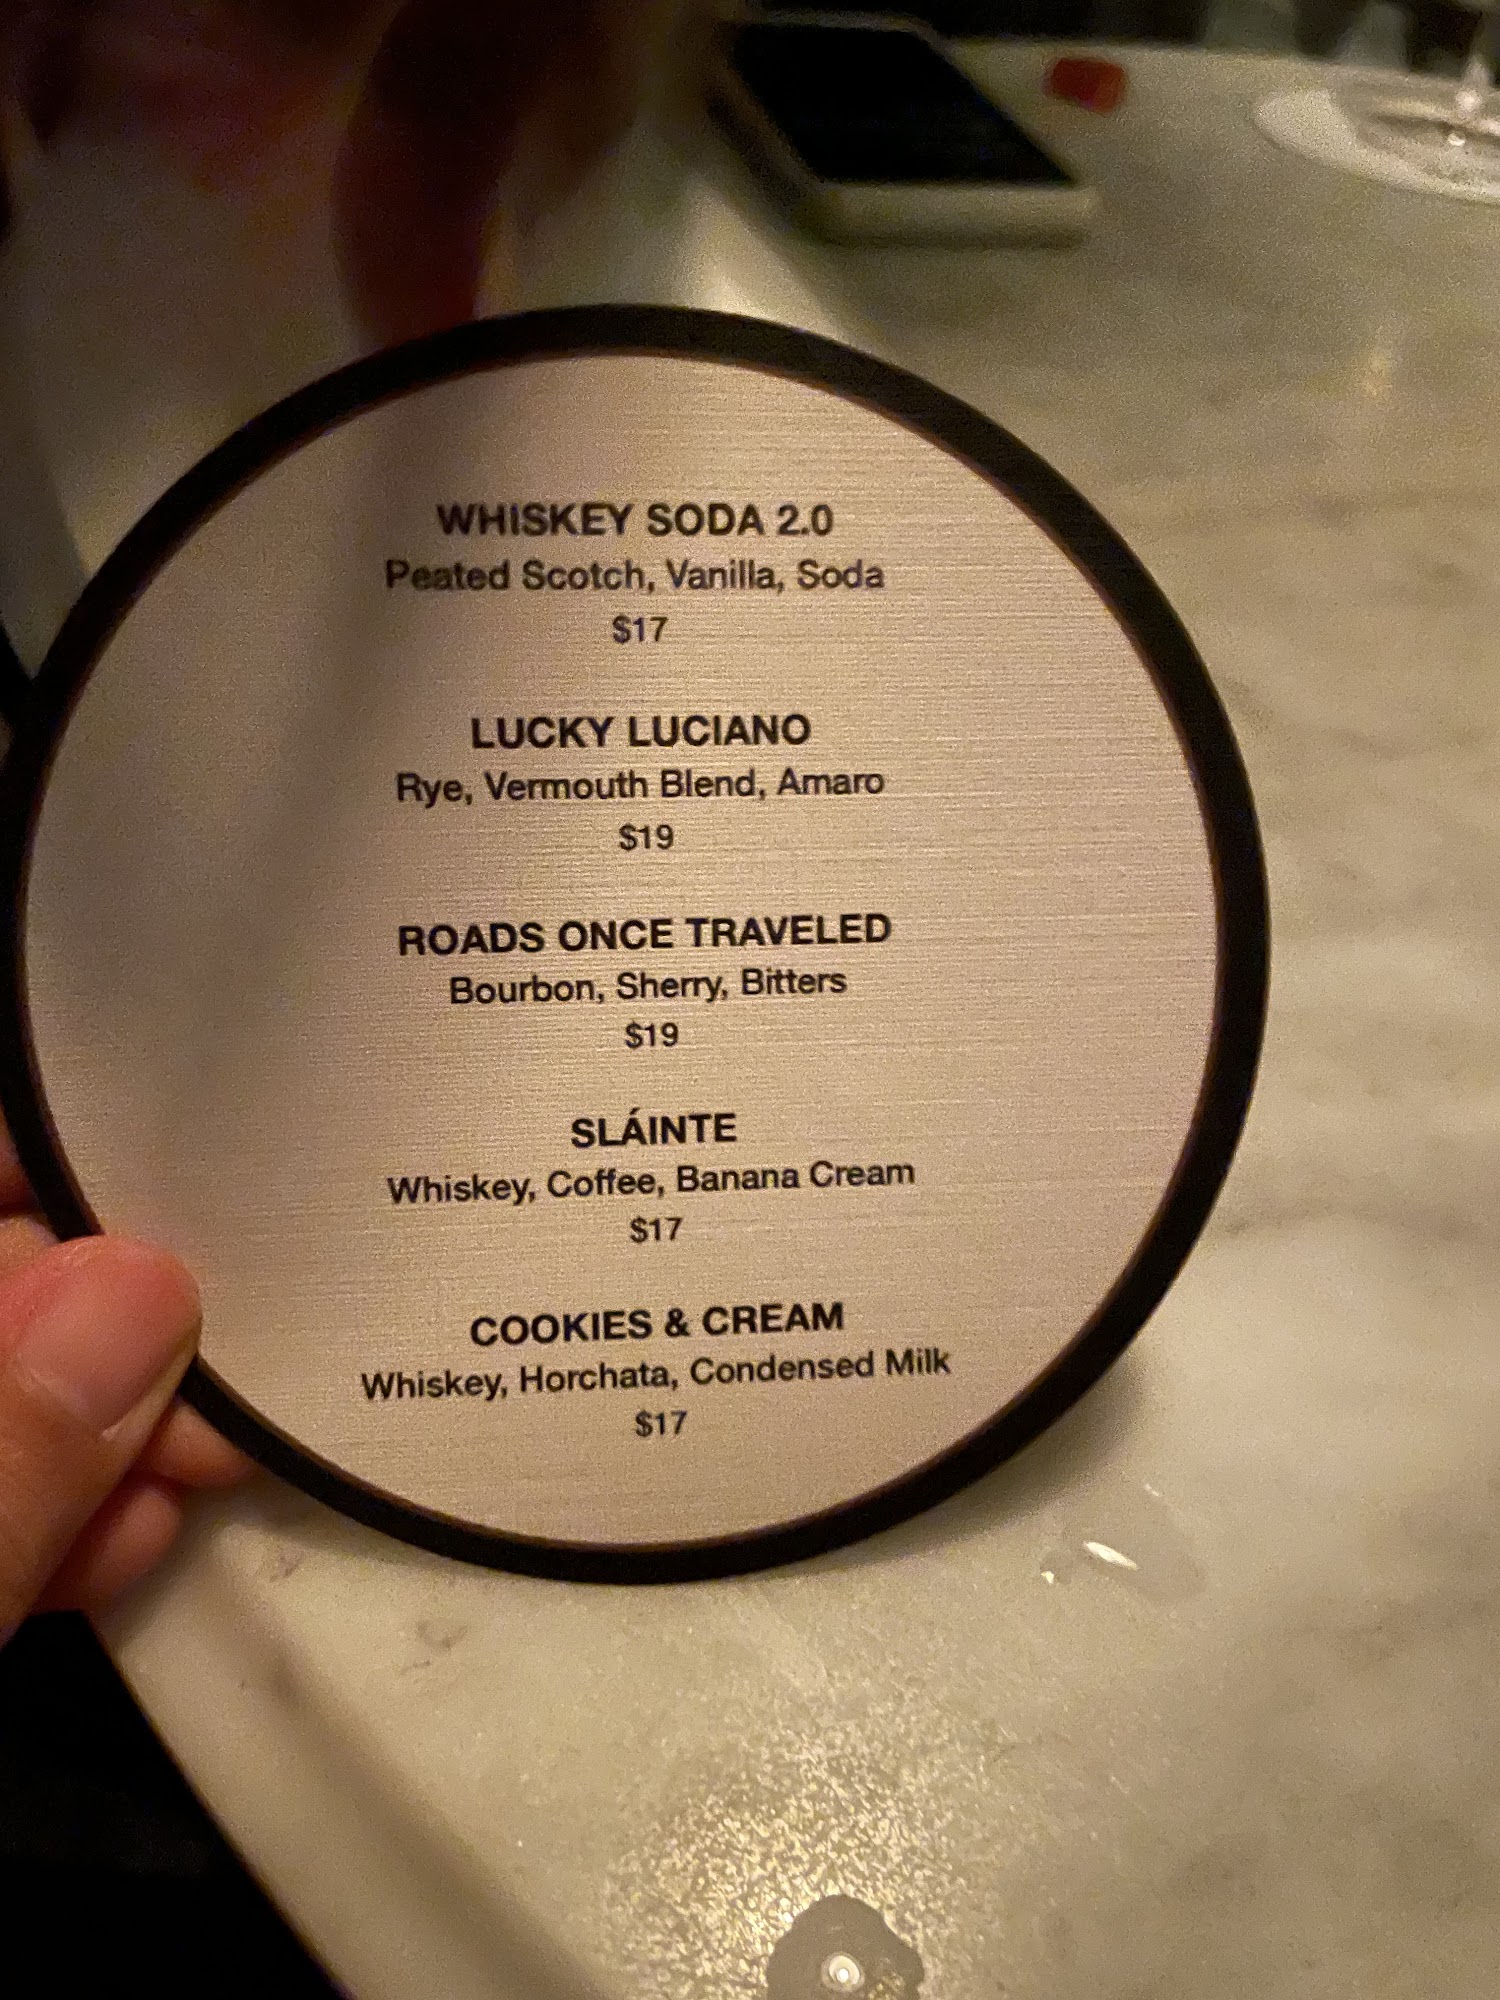 WHISKEY SODA 2.0
Peated Scotch, Vanilla, Soda
$17
LUCKY LUCIANO
Rye, Vermouth Blend, Amaro
$19
ROADS ONCE TRAVELED
Bourbon, Sherry, Bitters
$19
SLÁINTE
Whiskey, Coffee, Banana Cream
$17
COOKIES & CREAM
Whiskey, Horchata, Condensed Milk
$17